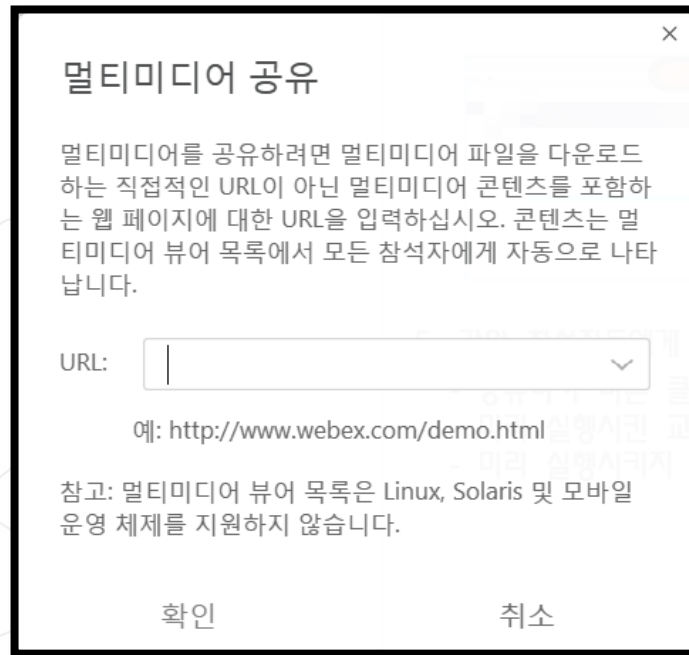 멀티미디어 공유
멀티미디어를 공유하려면 멀티미디어 파일을 다운로드
하는 직접적인 URL이 아닌 멀티미디어 콘텐츠를 포함하
는 웹 페이지에 대한 URL을 입력하십시오. 콘텐츠는 멀
티미디어 뷰어 목록에서 모든 참석자에게 자동으로 나타
납니다.
URL:
예: http://www.webex.com/demo.html
참고: 멀티미디어 뷰어 목록은 Linux, Solaris 및 모바일
운영 체제를 지원하지 않습니다.
확인 취소